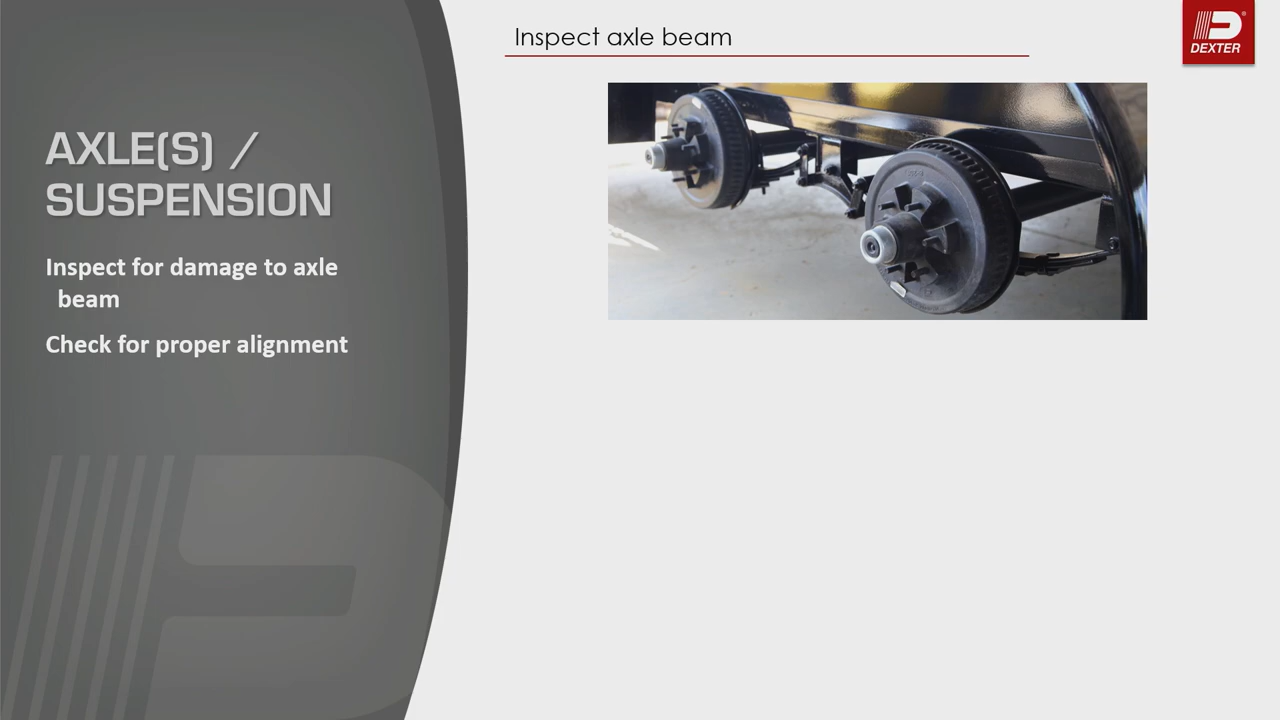 AXLE(S) /
SUSPENSION
Inspect for damage to axle
beam
Check for proper alignment
Inspect axle beam
DEXTER